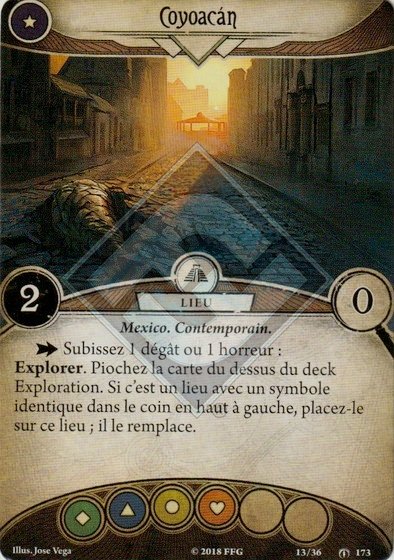 Coyoacán
2
LIEU
0
Mexico. Contemporain.
Subissez 1 dégât ou 1 horreur :
Explorer. Piochez la carte du dessus du deck
Exploration. Si c'est un lieu avec un symbole
identique dans le coin en haut à gauche, placez-le
sur ce lieu ; il le remplace.
Illus. Jose Vega
© 2018 FFG
13/36
173